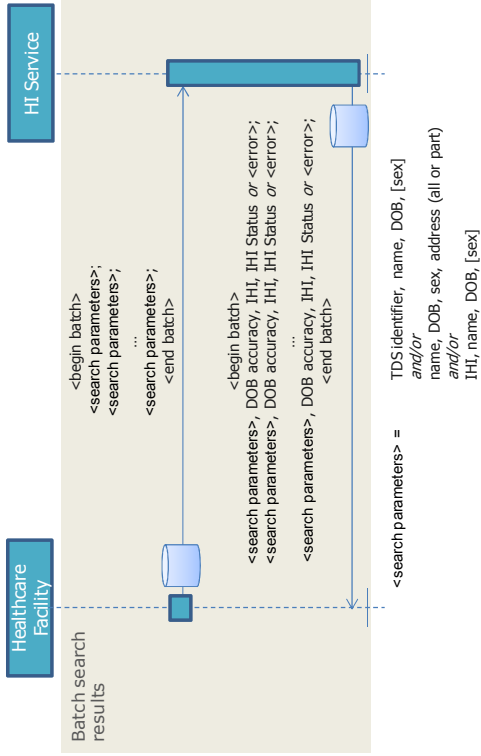 Healthcare
Facility
HI Service
Batch search
results
<begin batch>
<search parameters>;
<search parameters>;
...
<search parameters>;
<end batch>
<begin batch>
<search parameters>, DOB accuracy, IHI, IHI Status or <error>;
<search parameters>, DOB accuracy, IHI, IHI Status or <error>;
...
<search parameters>, DOB accuracy, IHI, IHI Status or <error>;
<end batch>
<search parameters> =
TDS identifier, name, DOB, [sex]
and/or
name, DOB, sex, address (all or part)
and/or
IHI, name, DOB, [sex]